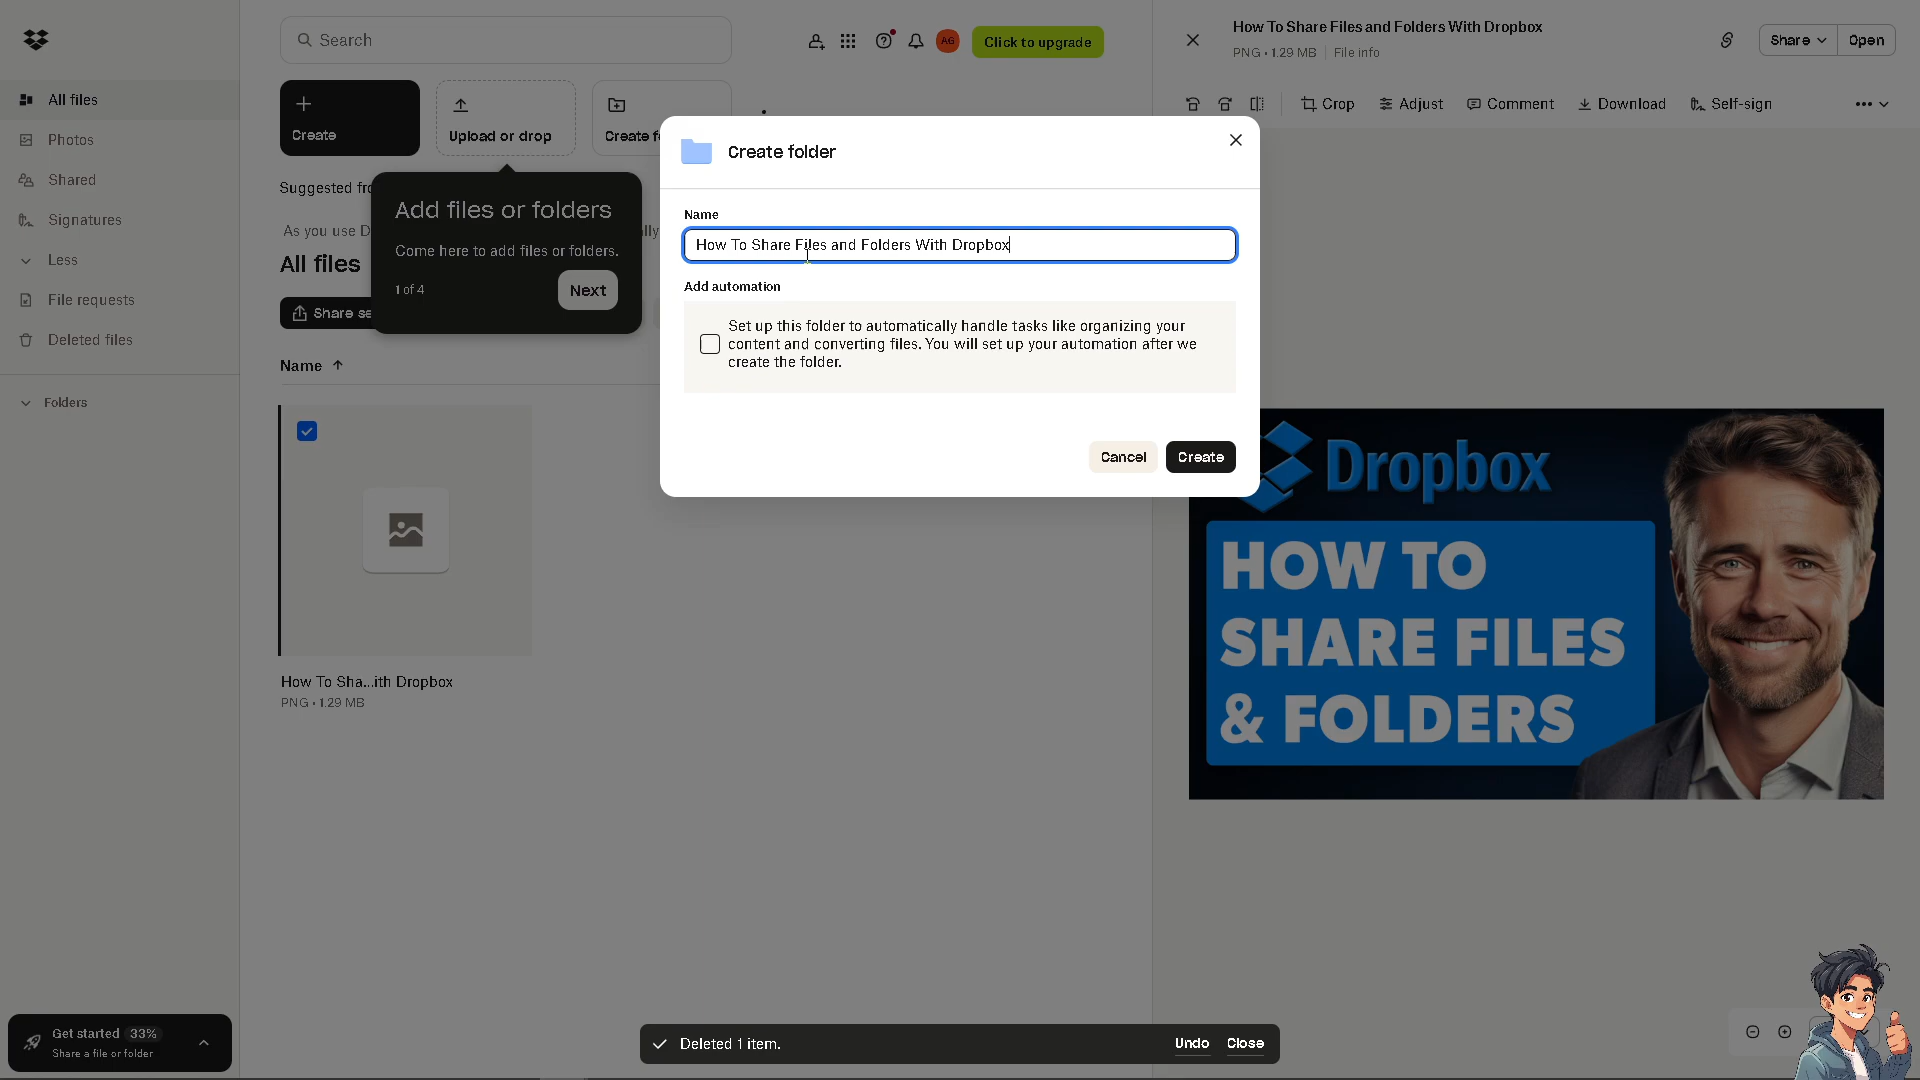 Search
AG
Click to upgrade
How To Share Files and Folders With Dropbox
PNG • 1.29 MB
File info
Share
Open
All files
Photos
Shared
Signatures
Less
File requests
Deleted files
Folders
Create
Upload or drop
Create f
Crop
Adjust
Comment
Download
Self-sign
Suggested fro
As you use D
lly
All files
Share se
Name
Add files or folders
Come here to add files or folders.
1 of 4
Next
Create folder
Name
How To Share Files and Folders With Dropbox
Add automation
Set up this folder to automatically handle tasks like organizing your
content and converting files. You will set up your automation after we
create the folder.
Cancel
Create
How To Sha...ith Dropbox
PNG • 1.29 MB
Dropbox
HOW TO
SHARE FILES
& FOLDERS
Get started 33%
Share a file or folder
Deleted 1 item.
Undo
Close